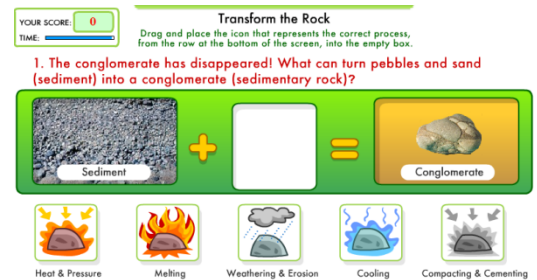 YOUR SCORE: 0
TIME:
Transform the Rock
Drag and place the icon that represents the correct process,
from the row at the bottom of the screen, into the empty box.
1. The conglomerate has disappeared! What can turn pebbles and sand
(sediment) into a conglomerate (sedimentary rock)?
Sediment
Conglomerate
Heat & Pressure
Melting
Weathering & Erosion
Cooling
Compacting & Cementing